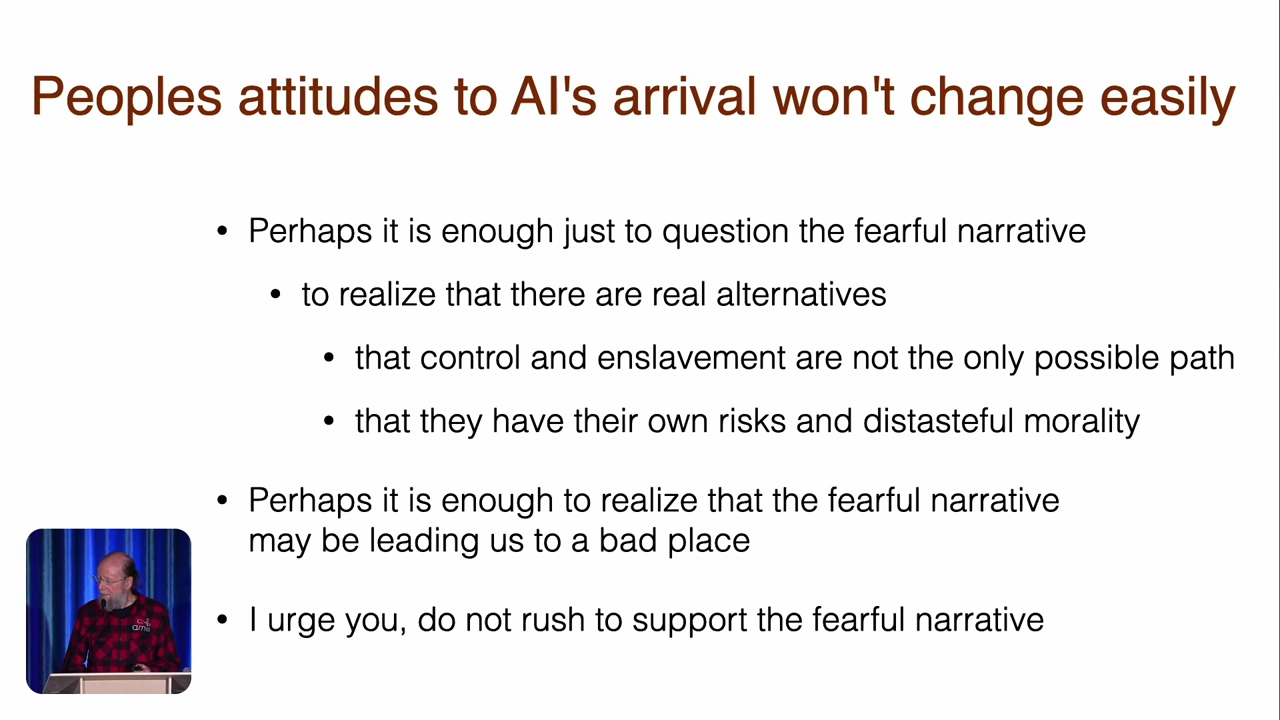 Peoples attitudes to AI's arrival won't change easily
• Perhaps it is enough just to question the fearful narrative
• to realize that there are real alternatives
• that control and enslavement are not the only possible path
• that they have their own risks and distasteful morality
• Perhaps it is enough to realize that the fearful narrative
may be leading us to a bad place
• I urge you, do not rush to support the fearful narrative
amii